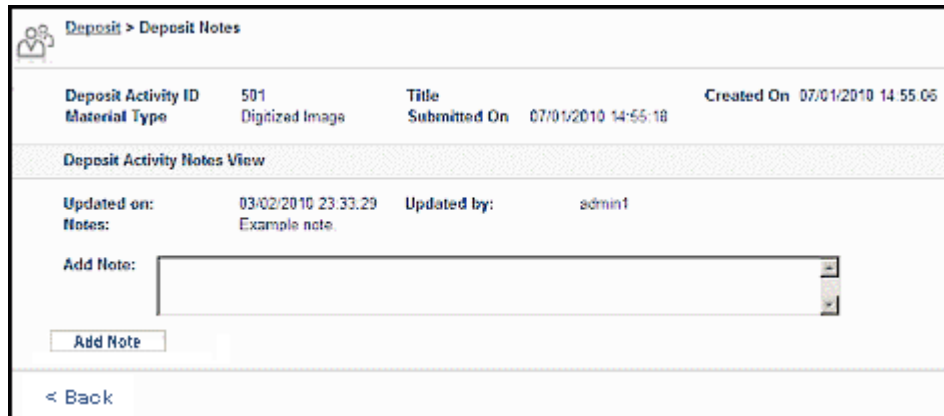 Deposit > Deposit Notes
Deposit Activity ID 501 Title Created On 07/01/2010 14:55:06
Material Type Digitized Image Submitted On 07/01/2010 14:55:18
Deposit Activity Notes View
Updated on: 03/02/2010 23:33:29 Updated by: admin1
Notes: Example note.
Add Note:
Add Note
< Back